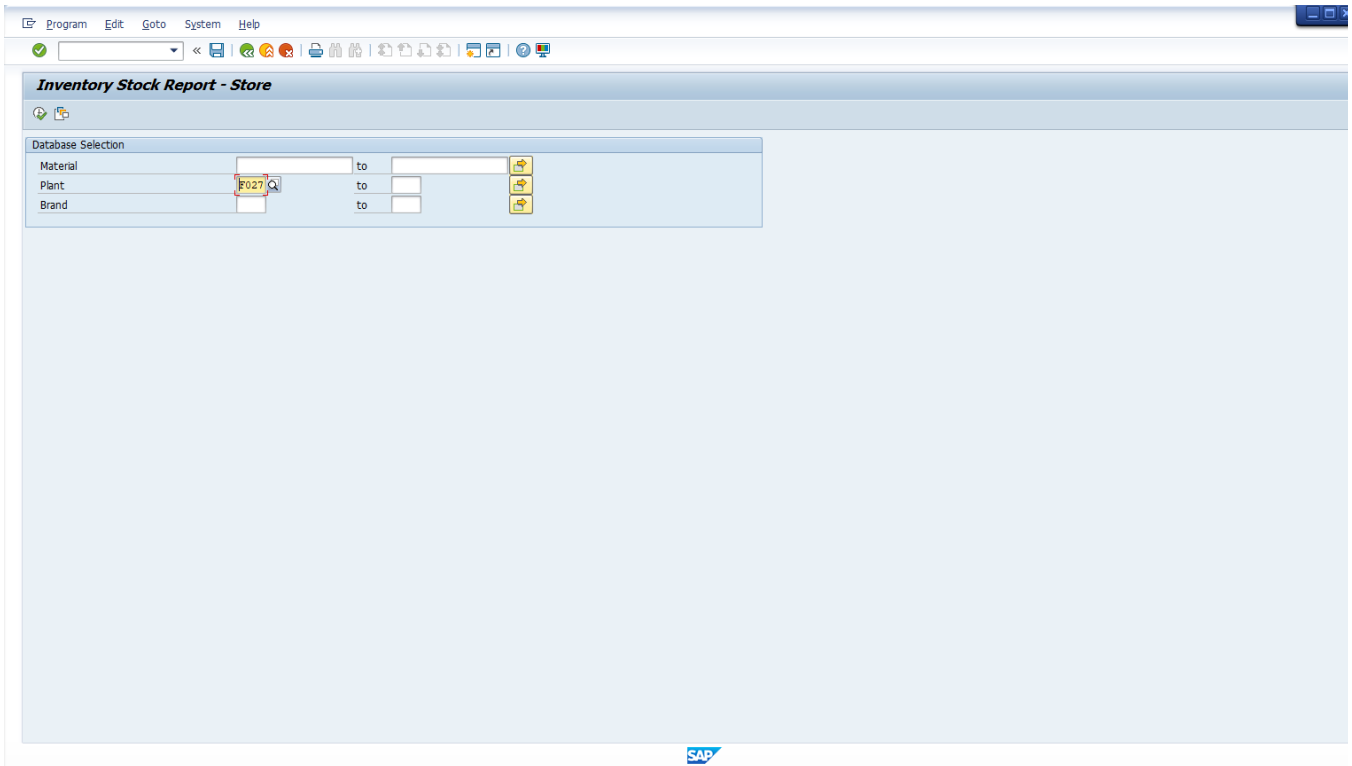 Program Edit Goto System Help
Inventory Stock Report - Store
Database Selection
Material to
Plant F027 to
Brand to
SAP